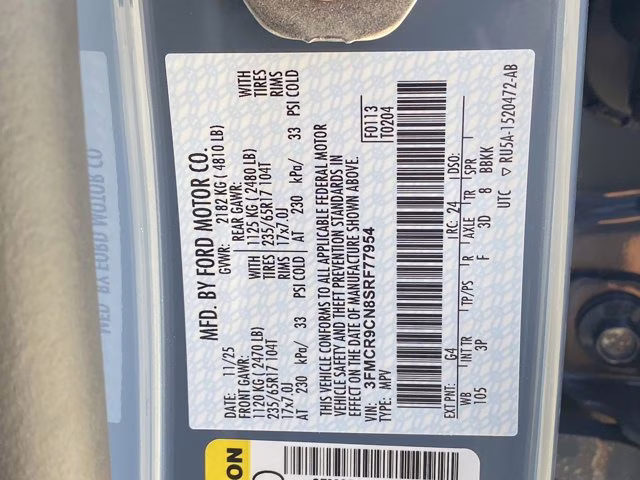 MFD. BY FORD MOTOR CO.
DATE: 11/25
GVWR: 2182 KG ( 4810 LB)
FRONT GAWR:
REAR GAWR:
1120 KG ( 2470 LB)
WITH 1125 KG ( 2480 LB) WITH
235/65R17 104T
TIRES 235/65R17 104T TIRES
17x7.0J
RIMS 17x7.0J RIMS
AT 230 kPa/ 33 PSI COLD
AT 230 kPa/ 33 PSI COLD
THIS VEHICLE CONFORMS TO ALL APPLICABLE FEDERAL MOTOR
VEHICLE SAFETY AND THEFT PREVENTION STANDARDS IN
EFFECT ON THE DATE OF MANUFACTURE SHOWN ABOVE.
VIN: 3FMCR9CN8SRF77954
TYPE: MPV
F0113
T0204
EXT PNT: G4 RC: 24 DSO:
WB INT TR TP/PS R AXLE TR SPR
105 3P F 3D 8 BBKK
UTC ▽ RU5A-1520472-AB